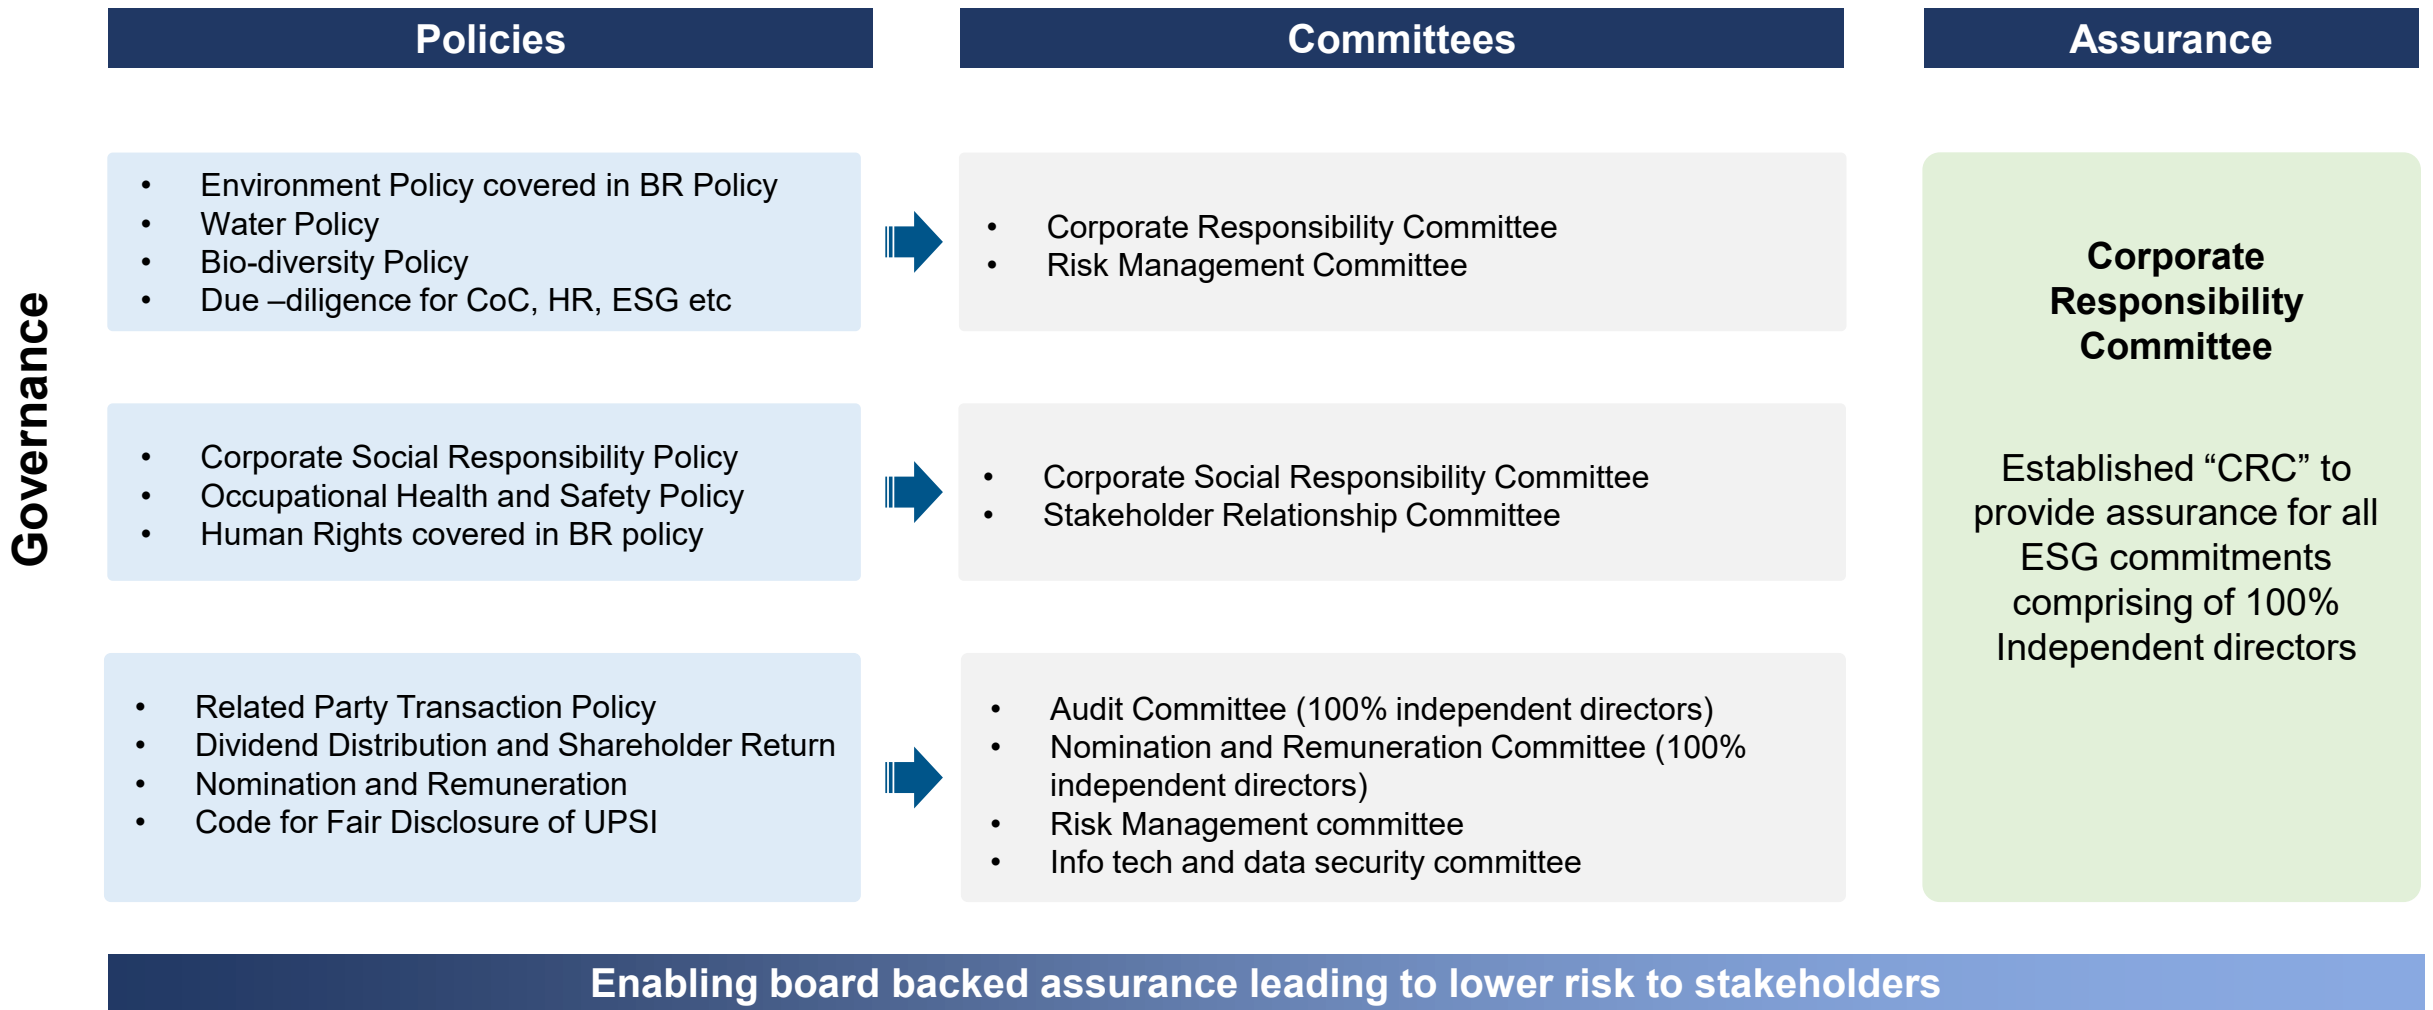 Policies
Committees
Assurance
Governance
• Environment Policy covered in BR Policy
• Water Policy
• Bio-diversity Policy
• Due –diligence for CoC, HR, ESG etc
• Corporate Responsibility Committee
• Risk Management Committee
• Corporate Social Responsibility Policy
• Occupational Health and Safety Policy
• Human Rights covered in BR policy
• Corporate Social Responsibility Committee
• Stakeholder Relationship Committee
• Related Party Transaction Policy
• Dividend Distribution and Shareholder Return
• Nomination and Remuneration
• Code for Fair Disclosure of UPSI
• Audit Committee (100% independent directors)
• Nomination and Remuneration Committee (100%
independent directors)
• Risk Management committee
• Info tech and data security committee
Corporate
Responsibility
Committee
Established “CRC” to
provide assurance for all
ESG commitments
comprising of 100%
Independent directors
Enabling board backed assurance leading to lower risk to stakeholders